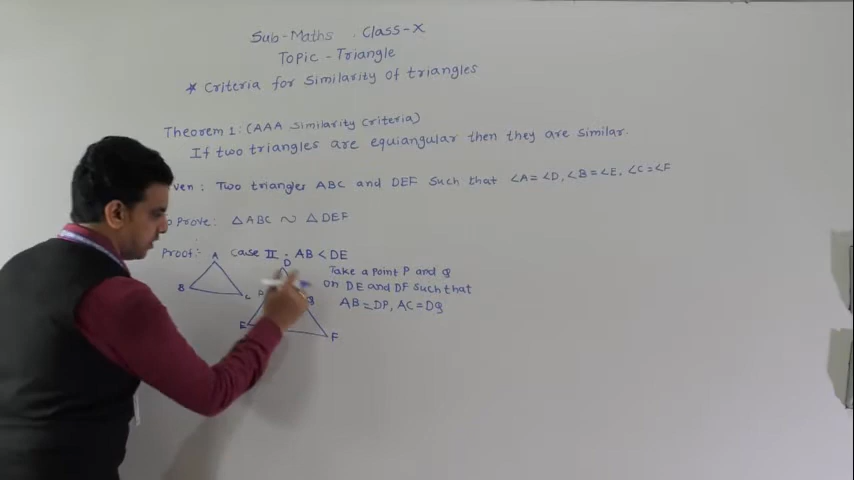 Sub-Maths . Class-X
Topic - Triangle
* Criteria for Similarity of triangles
Theorem 1: (AAA Similarity Criteria)
If two triangles are equiangular then they are similar.
ven : Two triangles ABC and DEF such that ∠A=∠D, ∠B=∠E, ∠C=∠F
o Prove: △ABC ~ △DEF
Proof:- Case II : AB < DE
A
D
Take a point P and Q
on DE and DF such that
B
C
P
Q
AB = DP, AC = DQ
E
F